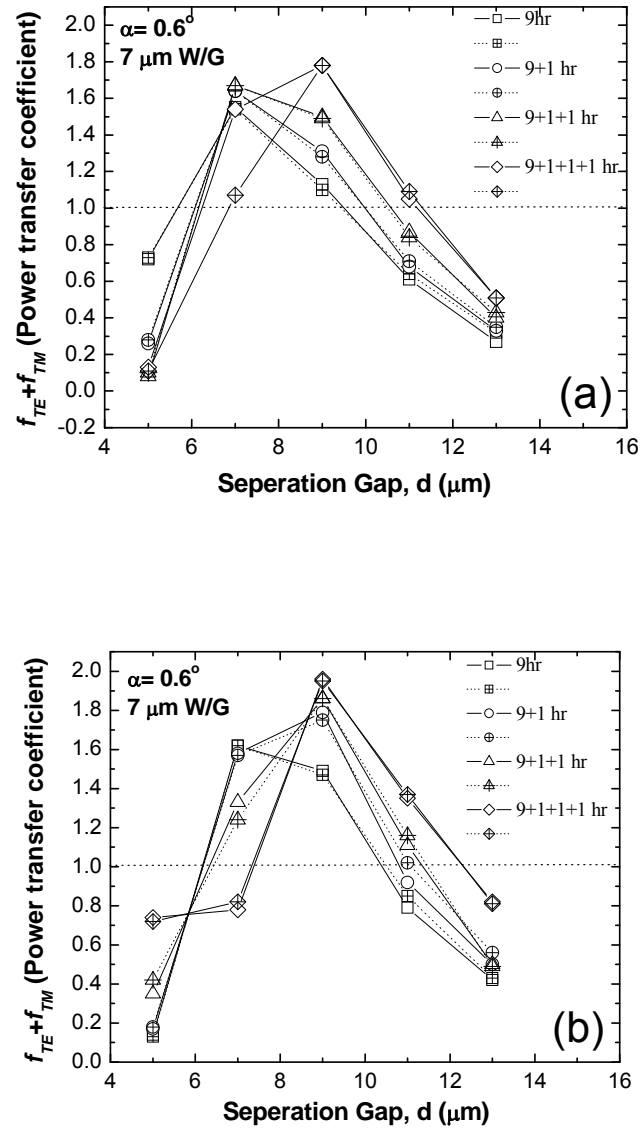 α= 0.6°
7 μm W/G
9hr
9+1 hr
9+1+1 hr
9+1+1+1 hr
f_TE+f_TM (Power transfer coefficient)
2.0
1.8
1.6
1.4
1.2
1.0
0.8
0.6
0.4
0.2
0.0
-0.2
4
6
8
10
12
14
16
Seperation Gap, d (μm)
(a)
α= 0.6°
7 μm W/G
9hr
9+1 hr
9+1+1 hr
9+1+1+1 hr
f_TE+f_TM (Power transfer coefficient)
2.0
1.8
1.6
1.4
1.2
1.0
0.8
0.6
0.4
0.2
0.0
4
6
8
10
12
14
16
Seperation Gap, d (μm)
(b)